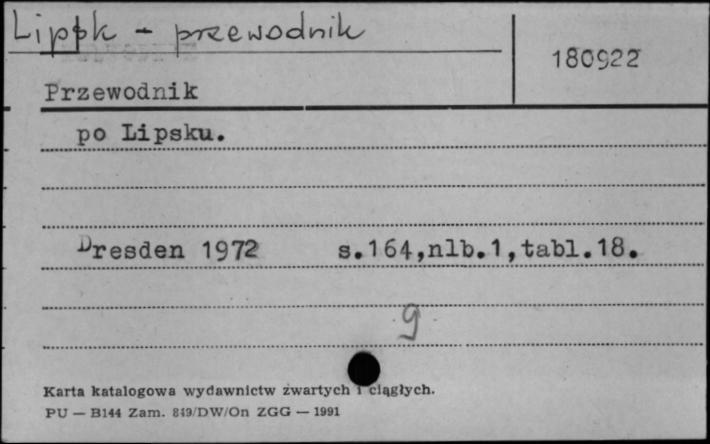 Lipsk - przewodnik
180922
Przewodnik
po Lipsku.
Dresden 1972 s.164,nlb.1,tabl.18.
g
Karta katalogowa wydawnictw zwartych i ciągłych.
PU — B144 Zam. 849/DW/On ZGG — 1991